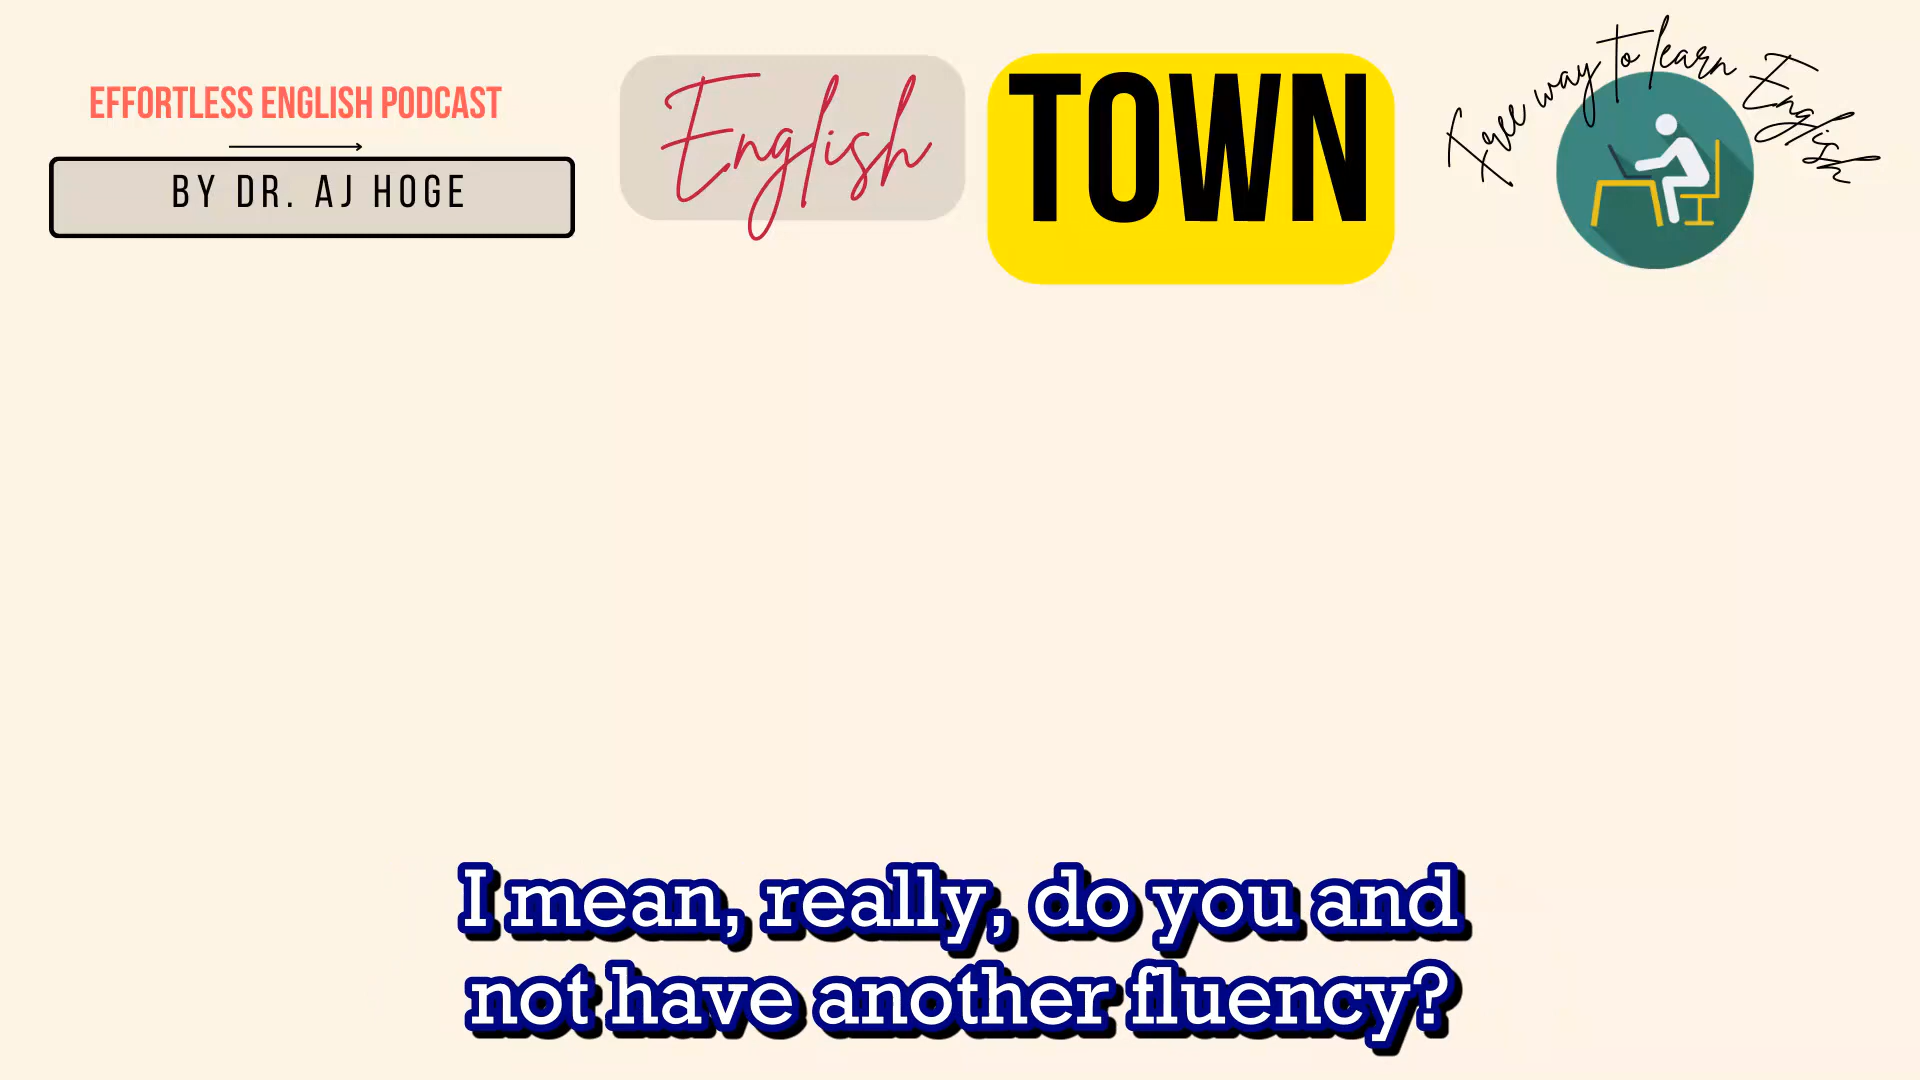 EFFORTLESS ENGLISH PODCAST
BY DR. AJ HOGE
English
TOWN
Free way to learn English
I mean, really, do you and
not have another fluency?